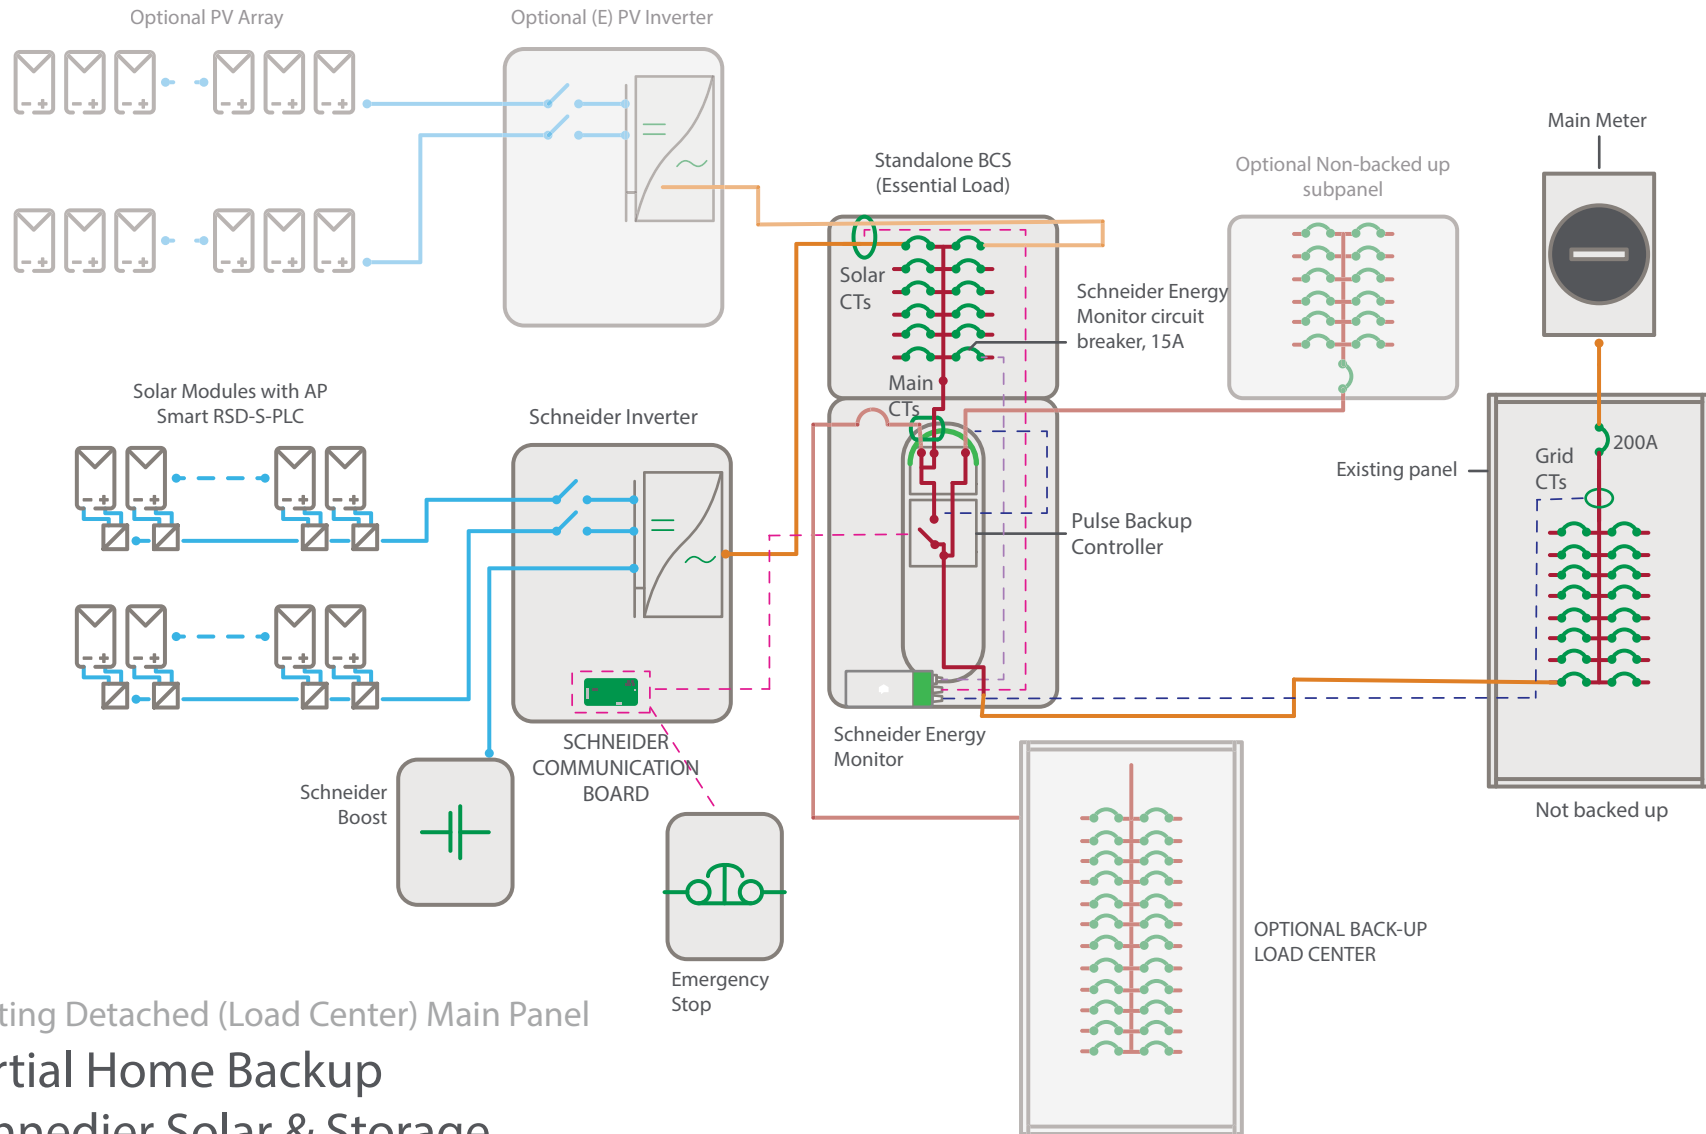 Optional PV Array
Optional (E) PV Inverter
Main Meter
Standalone BCS
(Essential Load)
Optional Non-backed up
subpanel
Solar
CTs
Schneider Energy
Monitor circuit
breaker, 15A
Solar Modules with AP
Smart RSD-S-PLC
Schneider Inverter
Main
CTs
200A
Grid
CTs
Existing panel
Pulse Backup
Controller
Schneider Energy
Monitor
SCHNEIDER
COMMUNICATION
BOARD
Schneider
Boost
Not backed up
OPTIONAL BACK-UP
LOAD CENTER
Emergency
Stop
ting Detached (Load Center) Main Panel
rtial Home Backup
hnedier Solar & Storage